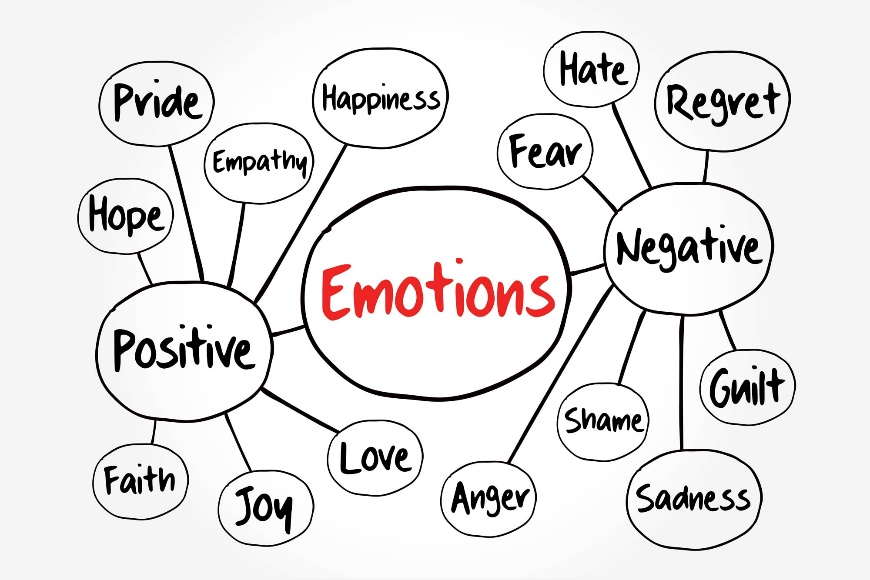 Hate
Pride
Happiness
Regret
Fear
Empathy
Hope
Negative
Emotions
Positive
Guilt
Shame
Love
Faith
Anger
Sadness
Joy